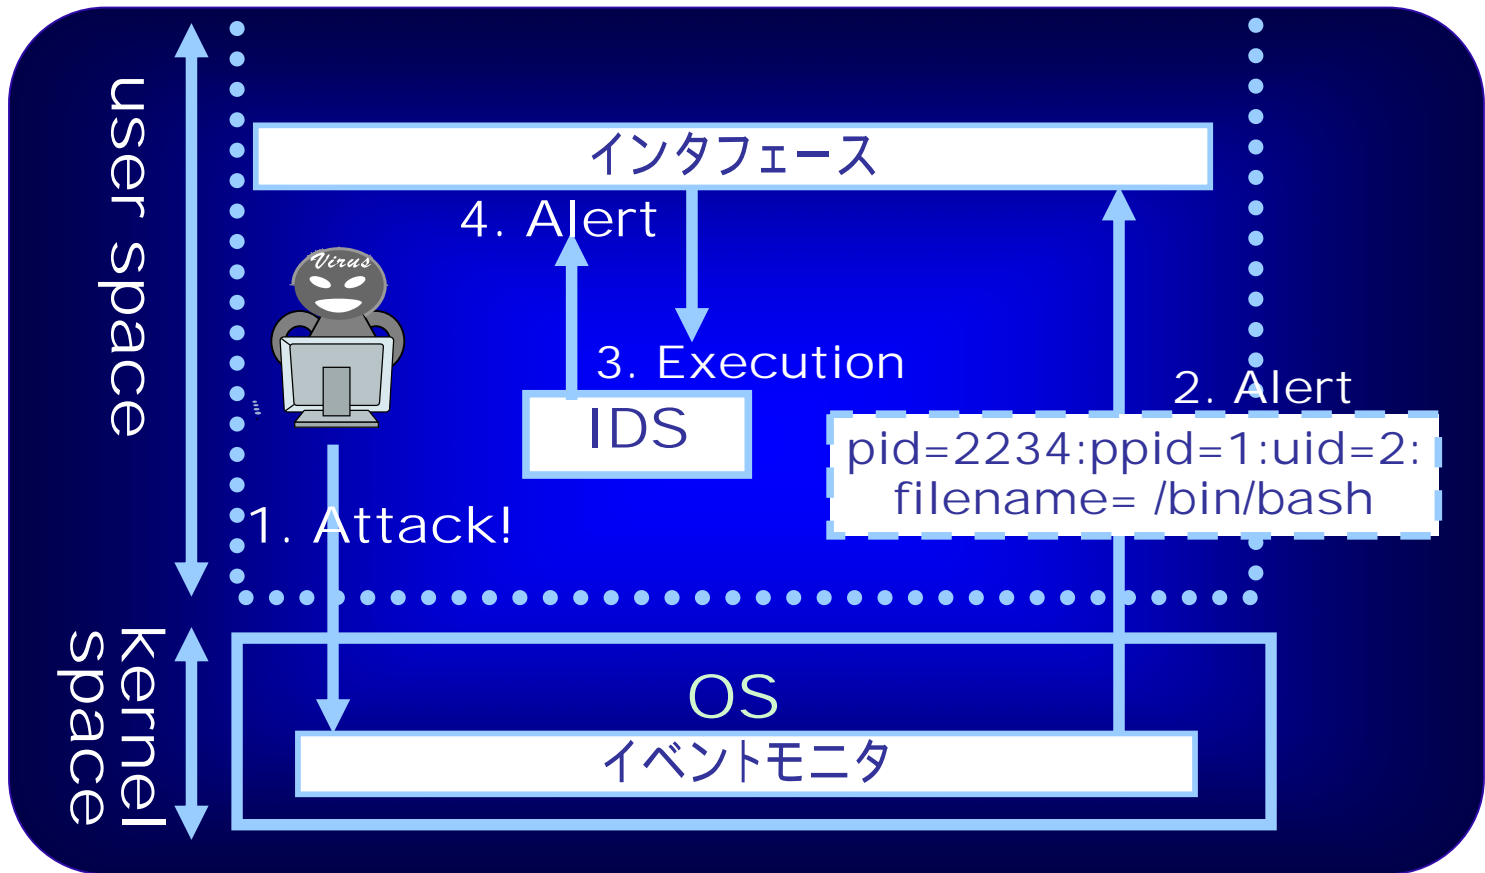 user space
インタフェース
4. Alert
Virus
3. Execution
2. Alert
IDS
pid=2234:ppid=1:uid=2:
filename= /bin/bash
1. Attack!
kernel
space
OS
イベントモニタ